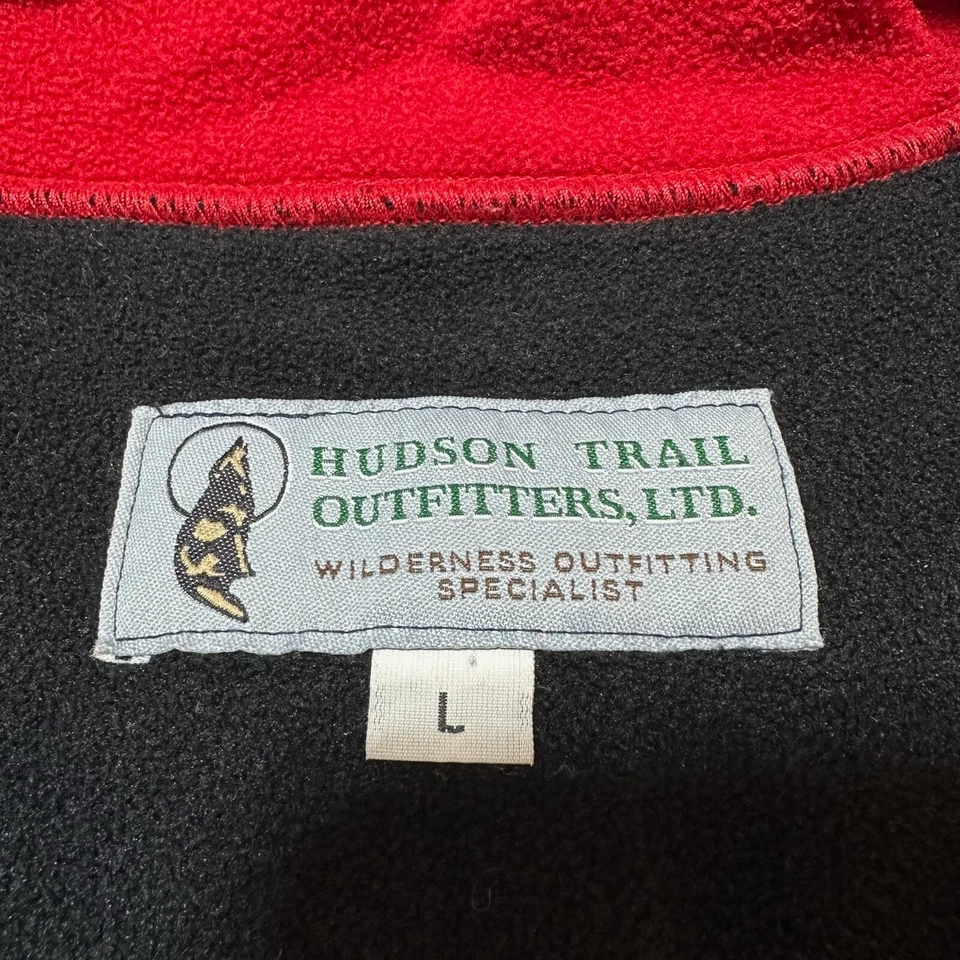 HUDSON TRAIL
OUTFITTERS, LTD.
WILDERNESS OUTFITTING
SPECIALIST
L